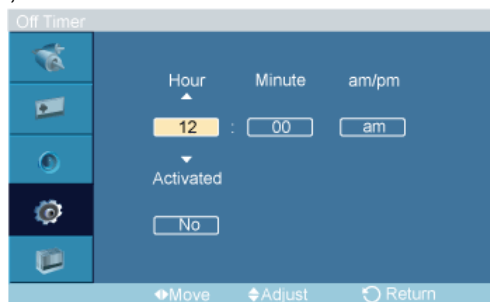 Off Timer
Hour Minute am/pm
12 : 00 am
Activated
No
Move Adjust Return